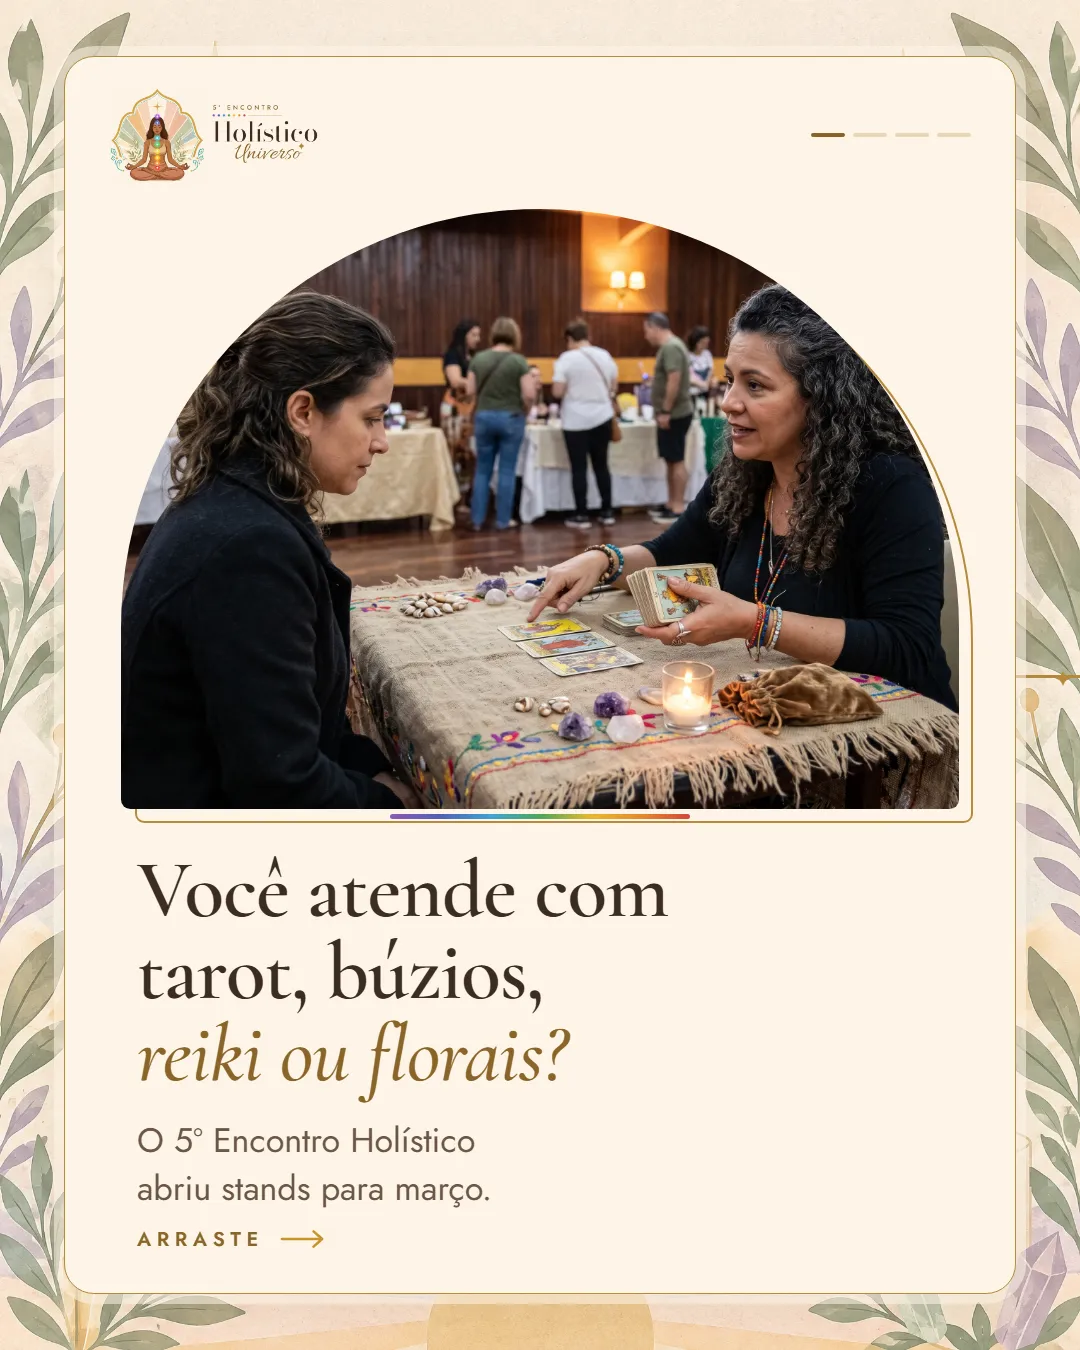 5º ENCONTRO
Holístico
Universo
Você atende com
tarot, búzios,
reiki ou florais?
O 5º Encontro Holístico
abriu stands para março.
ARRASTE